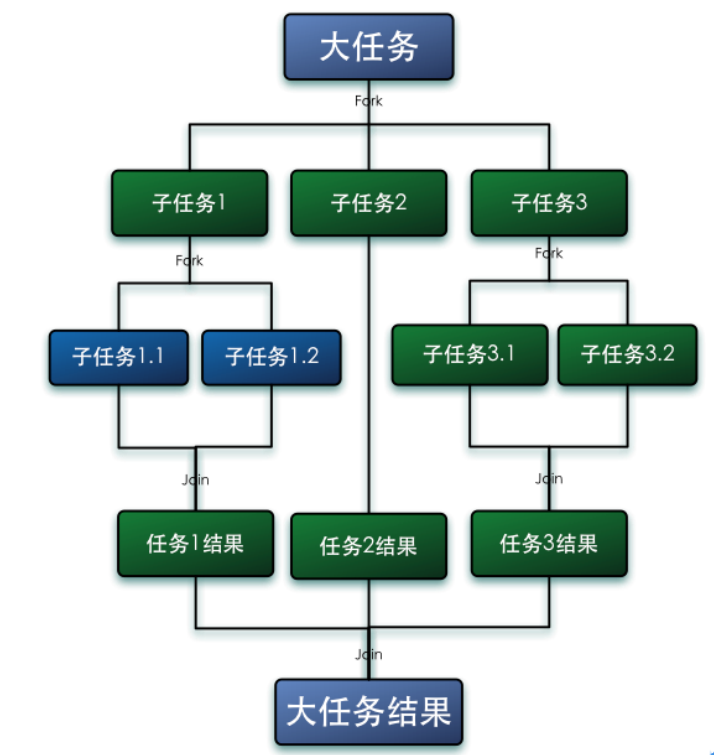 大任务
Fork
子任务1
子任务2
子任务3
Fork
Fork
子任务1.1
子任务1.2
子任务3.1
子任务3.2
Join
Join
任务1结果
任务2结果
任务3结果
Join
大任务结果